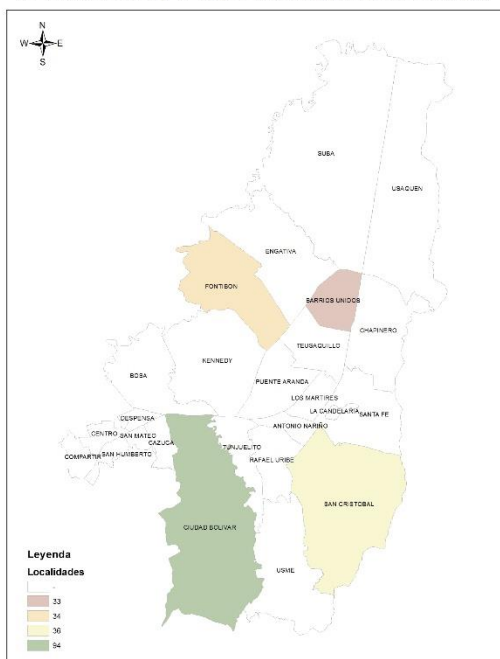 N
W E
S
SUBA
USAQUEN
ENGATIVA
FONTIBON
BARRIOS UNIDOS
CHAPINERO
TEUSAQUILLO
KENNEDY
BOSA
PUENTE ARANDA
LOS MARTIRES
LA CANDELARIA
SANTA FE
DESPENSA
ANTONIO NARIÑO
CENTRO
SAN MATEO
CAZUCA
TUNJUELITO
COMPARTIR
SAN HUMBERTO
RAFAEL URIBE
SAN CRISTOBAL
CIUDAD BOLIVAR
USME
Leyenda
Localidades
-
33
34
36
94